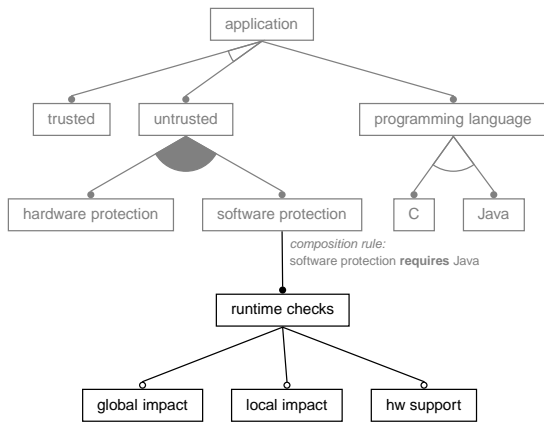 application
trusted
untrusted
programming language
hardware protection
software protection
C
Java
composition rule:
software protection requires Java
runtime checks
global impact
local impact
hw support